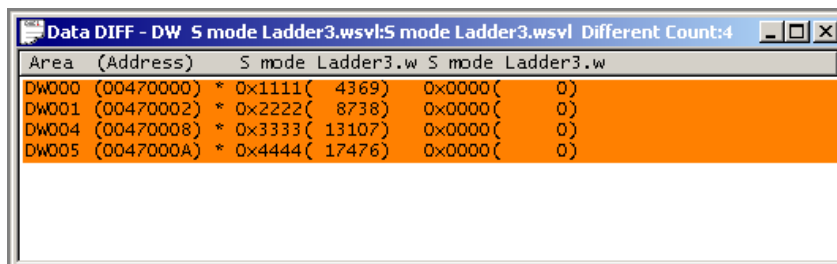 Data DIFF - DW S mode Ladder3.wsvl:S mode Ladder3.wsvl Different Count:4
Area (Address) S mode Ladder3.w S mode Ladder3.w
DW000 (00470000) * 0x1111( 4369) 0x0000( 0)
DW001 (00470002) * 0x2222( 8738) 0x0000( 0)
DW004 (00470008) * 0x3333( 13107) 0x0000( 0)
DW005 (0047000A) * 0x4444( 17476) 0x0000( 0)